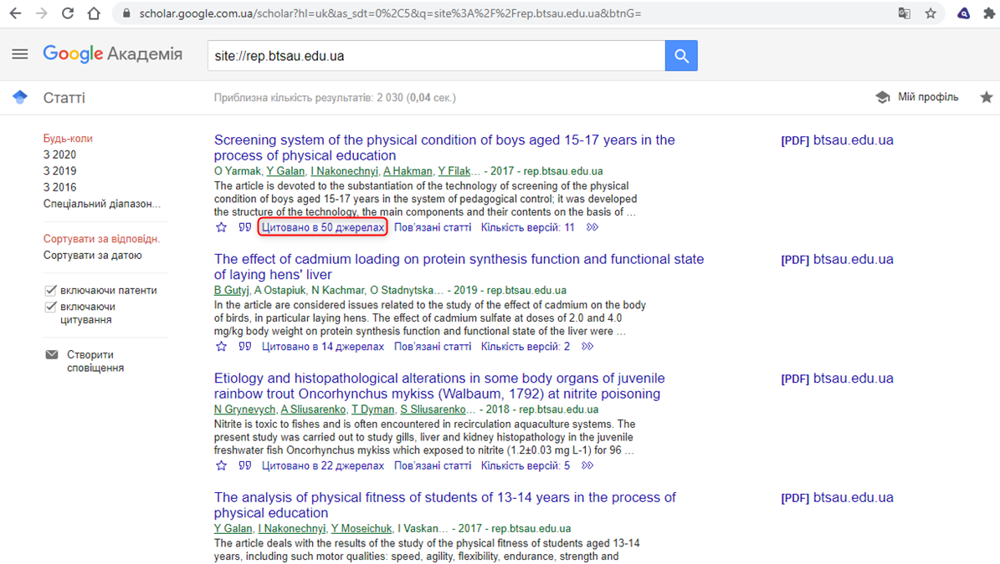 scholar.google.com.ua/scholar?hl=uk&as_sdt=0%2C5&q=site%3A%2F%2Frep.btsau.edu.ua&btnG=
Google Академія
site://rep.btsau.edu.ua
Статті
Приблизна кількість результатів: 2 030 (0,04 сек.)
Мій профіль
Будь-коли
З 2020
З 2019
З 2016
Спеціальний діапазон...
Сортувати за відповідн.
Сортувати за датою
включаючи патенти
включаючи
цитування
Створити
сповіщення
Screening system of the physical condition of boys aged 15-17 years in the
process of physical education
O Yarmak, Y Galan, I Nakonechnyi, A Hakman, Y Filak… - 2017 - rep.btsau.edu.ua
The article is devoted to the substantiation of the technology of screening of the physical
condition of boys aged 15-17 years in the system of pedagogical control; it was developed
the structure of the technology, the main components and their contents on the basis of …
Цитовано в 50 джерелах Пов'язані статті Кількість версій: 11
[PDF] btsau.edu.ua
The effect of cadmium loading on protein synthesis function and functional state
of laying hens' liver
B Gutyj, A Ostapiuk, N Kachmar, O Stadnytska… - 2019 - rep.btsau.edu.ua
In the article are considered issues related to the study of the effect of cadmium on the body
of birds, in particular laying hens. The effect of cadmium sulfate at doses of 2.0 and 4.0
mg/kg body weight on protein synthesis function and functional state of the liver were …
Цитовано в 14 джерелах Пов'язані статті Кількість версій: 2
[PDF] btsau.edu.ua
Etiology and histopathological alterations in some body organs of juvenile
rainbow trout Oncorhynchus mykiss (Walbaum, 1792) at nitrite poisoning
N Grynevych, A Sliusarenko, T Dyman, S Sliusarenko… - 2018 - rep.btsau.edu.ua
Nitrite is toxic to fishes and is often encountered in recirculation aquaculture systems. The
present study was carried out to study gills, liver and kidney histopathology in the juvenile
freshwater fish Oncorhynchus mykiss which exposed to nitrite (1.2±0.03 mg L-1) for 96 …
Цитовано в 22 джерелах Пов'язані статті Кількість версій: 5
[PDF] btsau.edu.ua
The analysis of physical fitness of students of 13-14 years in the process of
physical education
Y Galan, I Nakonechnyi, Y Moseichuk, I Vaskan… - 2017 - rep.btsau.edu.ua
The article deals with the results of the study of the physical fitness of students aged 13-14
years, including such motor qualities: speed, agility, flexibility, endurance, strength and
[PDF] btsau.edu.ua